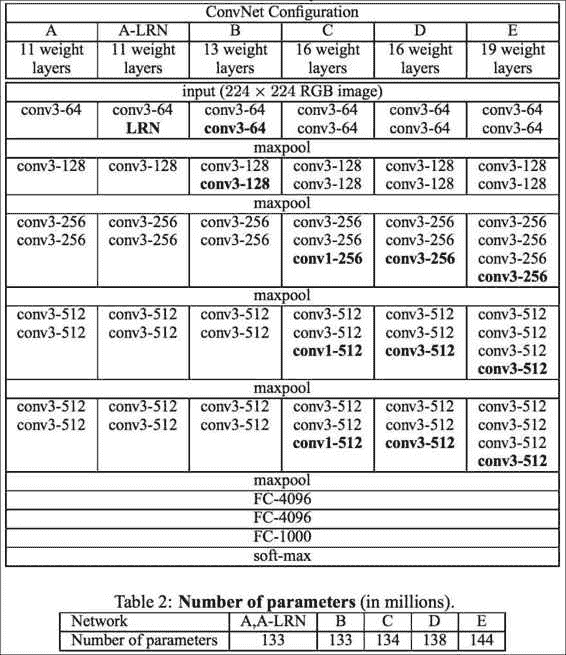 ConvNet Configuration
A A-LRN B C D E
11 weight 11 weight 13 weight 16 weight 16 weight 19 weight
layers layers layers layers layers layers
input (224 × 224 RGB image)
conv3-64 conv3-64 conv3-64 conv3-64 conv3-64 conv3-64
LRN conv3-64 conv3-64 conv3-64 conv3-64
maxpool
conv3-128 conv3-128 conv3-128 conv3-128 conv3-128 conv3-128
conv3-128 conv3-128 conv3-128 conv3-128
maxpool
conv3-256 conv3-256 conv3-256 conv3-256 conv3-256 conv3-256
conv3-256 conv3-256 conv3-256 conv3-256 conv3-256 conv3-256
conv1-256 conv3-256 conv3-256
conv3-256
maxpool
conv3-512 conv3-512 conv3-512 conv3-512 conv3-512 conv3-512
conv3-512 conv3-512 conv3-512 conv3-512 conv3-512 conv3-512
conv1-512 conv3-512 conv3-512
conv3-512
maxpool
conv3-512 conv3-512 conv3-512 conv3-512 conv3-512 conv3-512
conv3-512 conv3-512 conv3-512 conv3-512 conv3-512 conv3-512
conv1-512 conv3-512 conv3-512
conv3-512
maxpool
FC-4096
FC-4096
FC-1000
soft-max
Table 2: Number of parameters (in millions).
Network A,A-LRN B C D E
Number of parameters 133 133 134 138 144